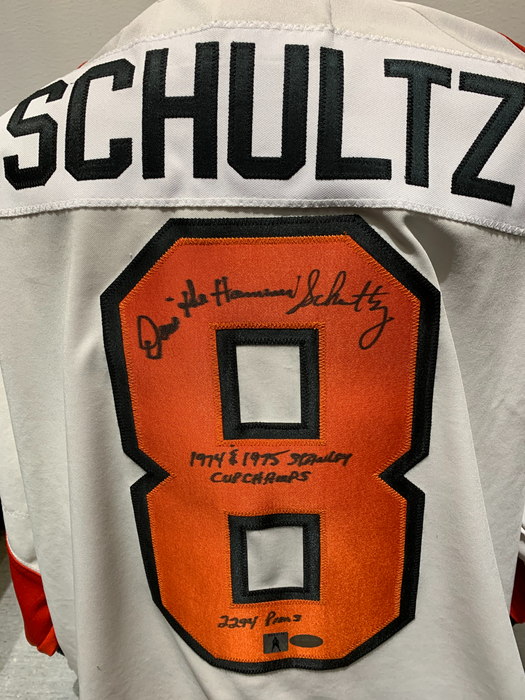 SCHULTZ
8
Dave "The Hammer" Schultz
1974 & 1975 STANLEY
CUP CHAMPS
2294 Pims